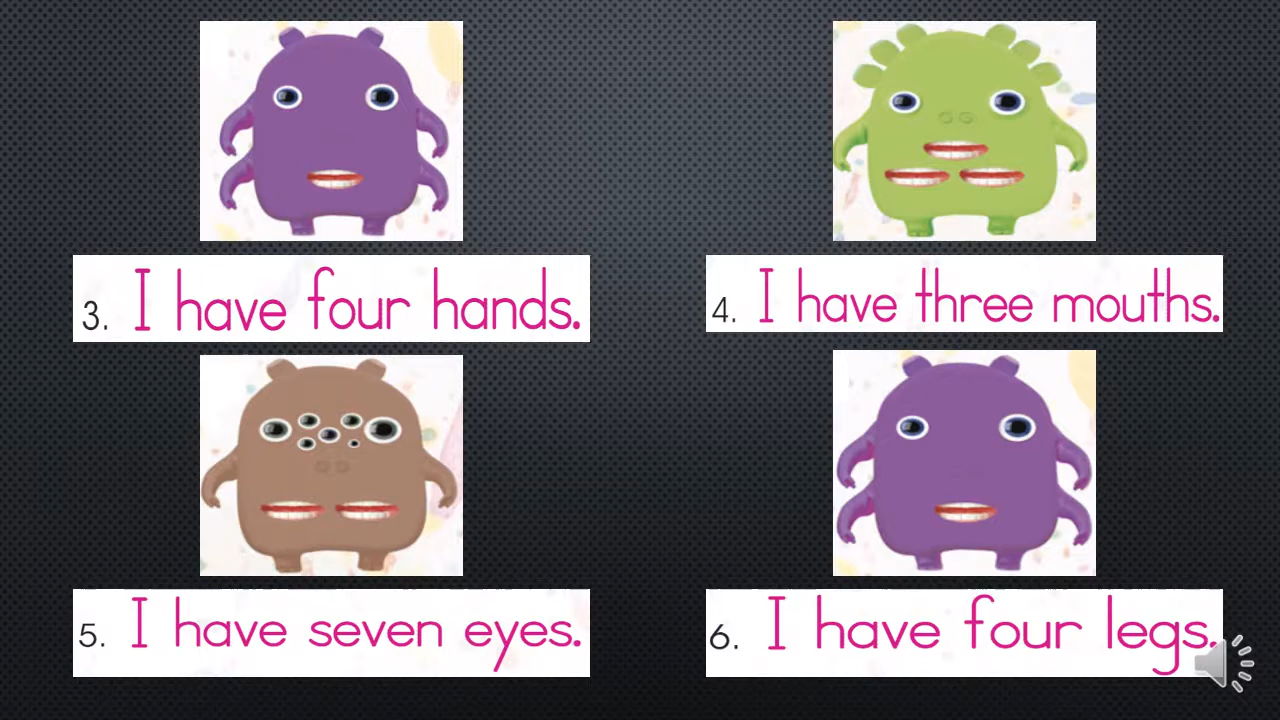 3. I have four hands.
4. I have three mouths.
5. I have seven eyes.
6. I have four legs.